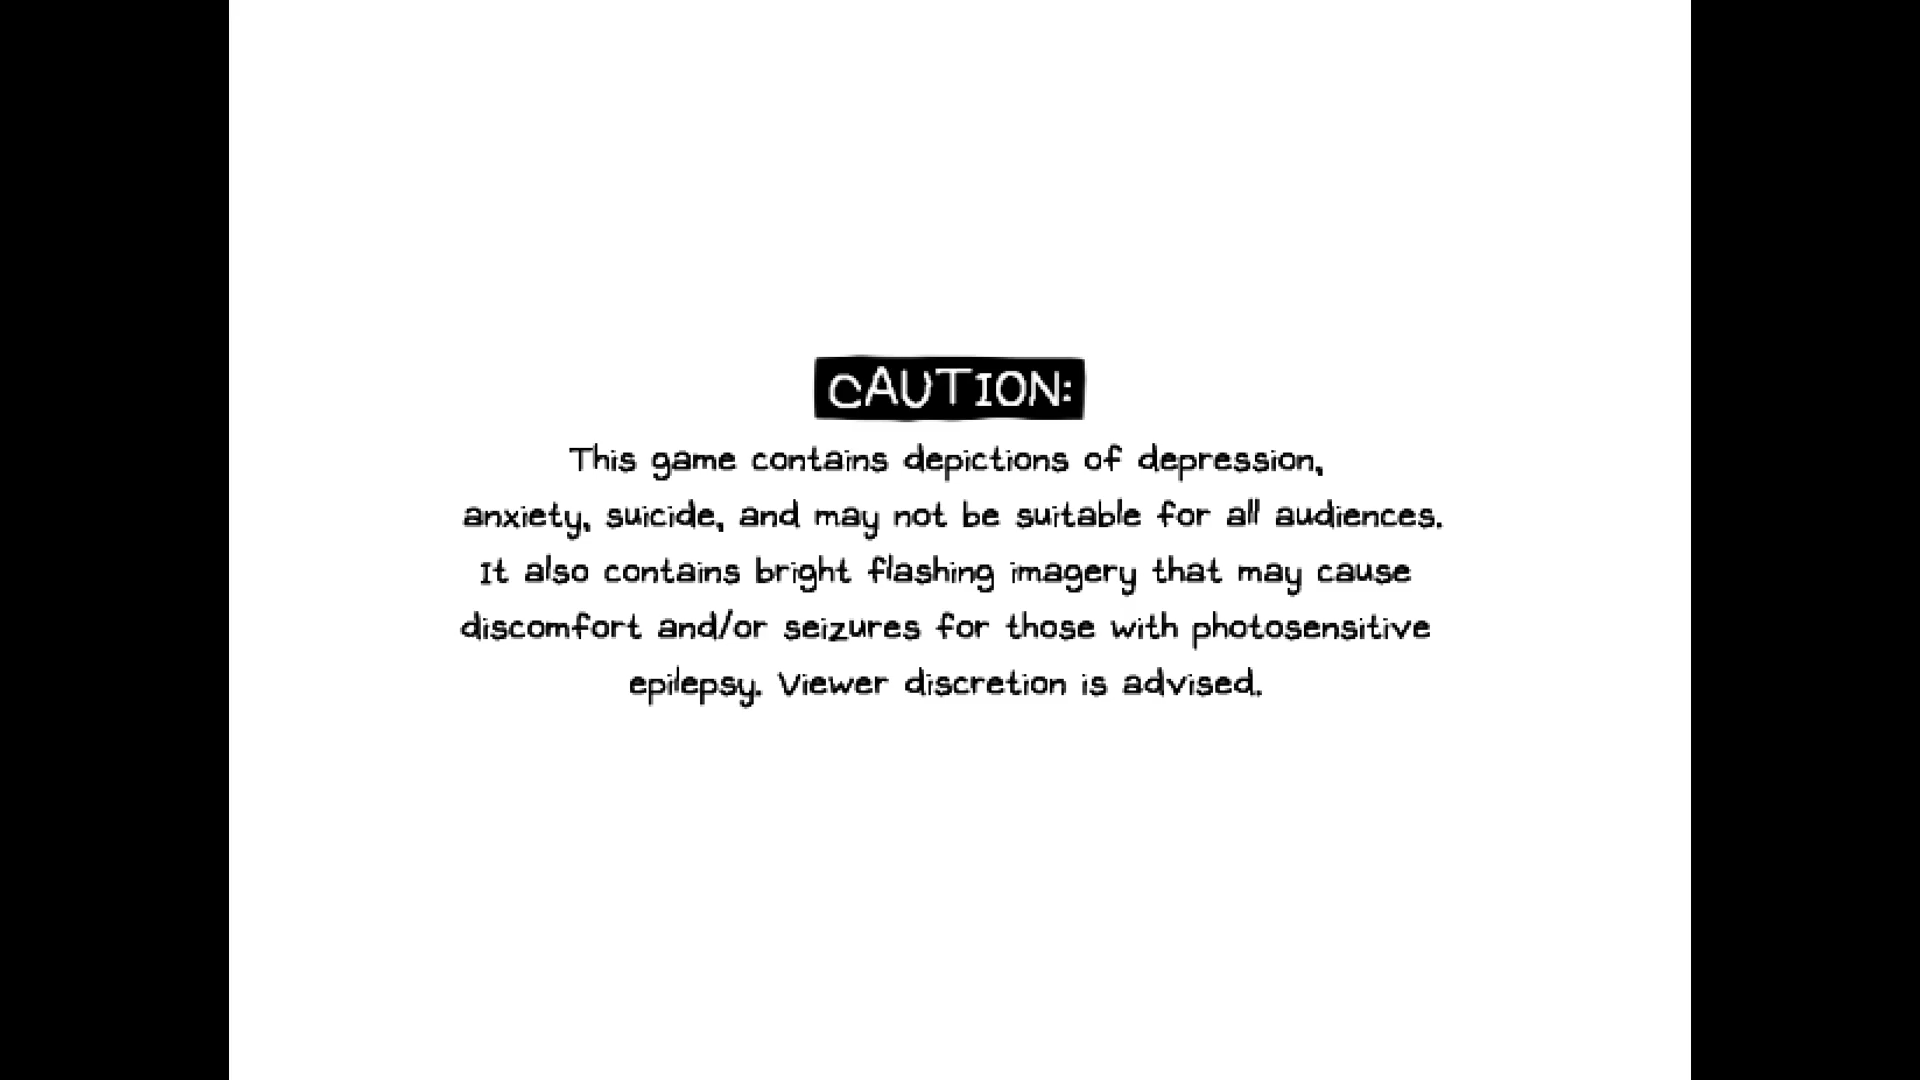 CAUTION:
This game contains depictions of depression,
anxiety, suicide, and may not be suitable for all audiences.
It also contains bright flashing imagery that may cause
discomfort and/or seizures for those with photosensitive
epilepsy. Viewer discretion is advised.